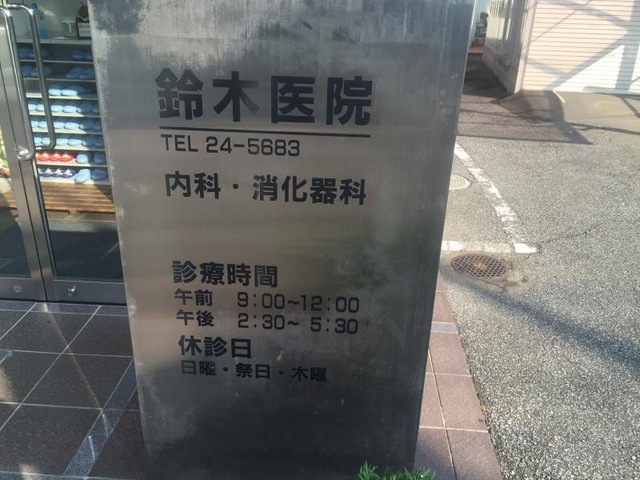 鈴木医院
TEL 24-5683
内科・消化器科
診療時間
午前 9:00~12:00
午後 2:30~ 5:30
休診日
日曜・祭日・木曜